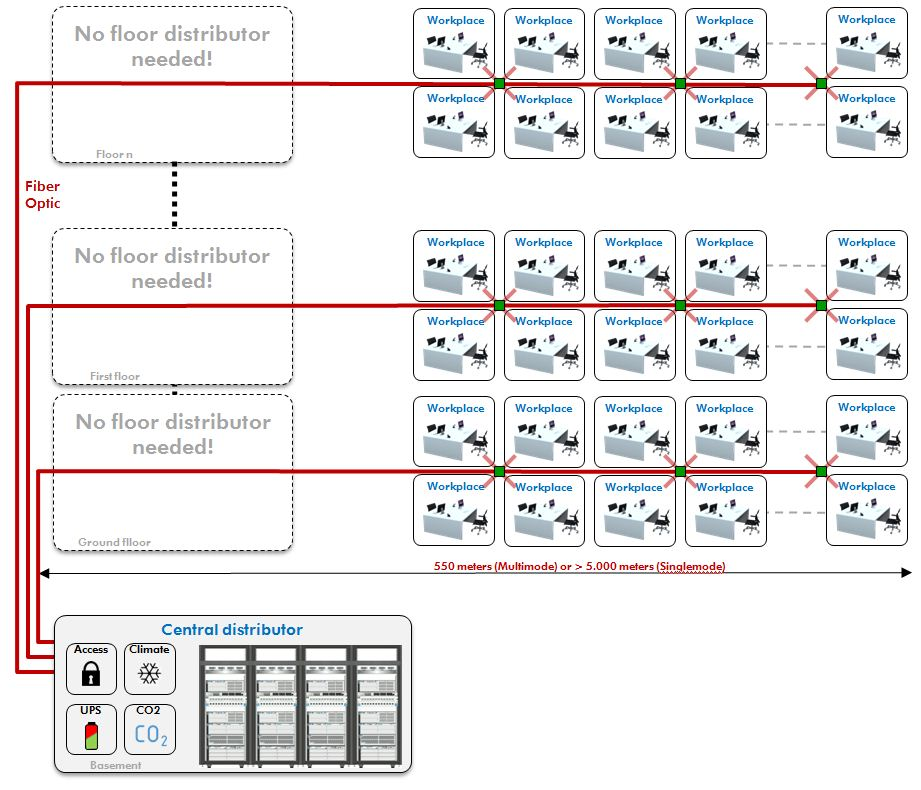 Workplace Workplace Workplace Workplace Workplace
No floor distributor
needed!
Workplace Workplace Workplace Workplace Workplace
Floor n
Fiber
Optic
Workplace Workplace Workplace Workplace Workplace
No floor distributor
needed!
Workplace Workplace Workplace Workplace Workplace
First floor
Workplace Workplace Workplace Workplace Workplace
No floor distributor
needed!
Workplace Workplace Workplace Workplace Workplace
Ground flloor
550 meters (Multimode) or > 5.000 meters (Singlemode)
Central distributor
Access Climate
UPS CO2
CO2
Basement